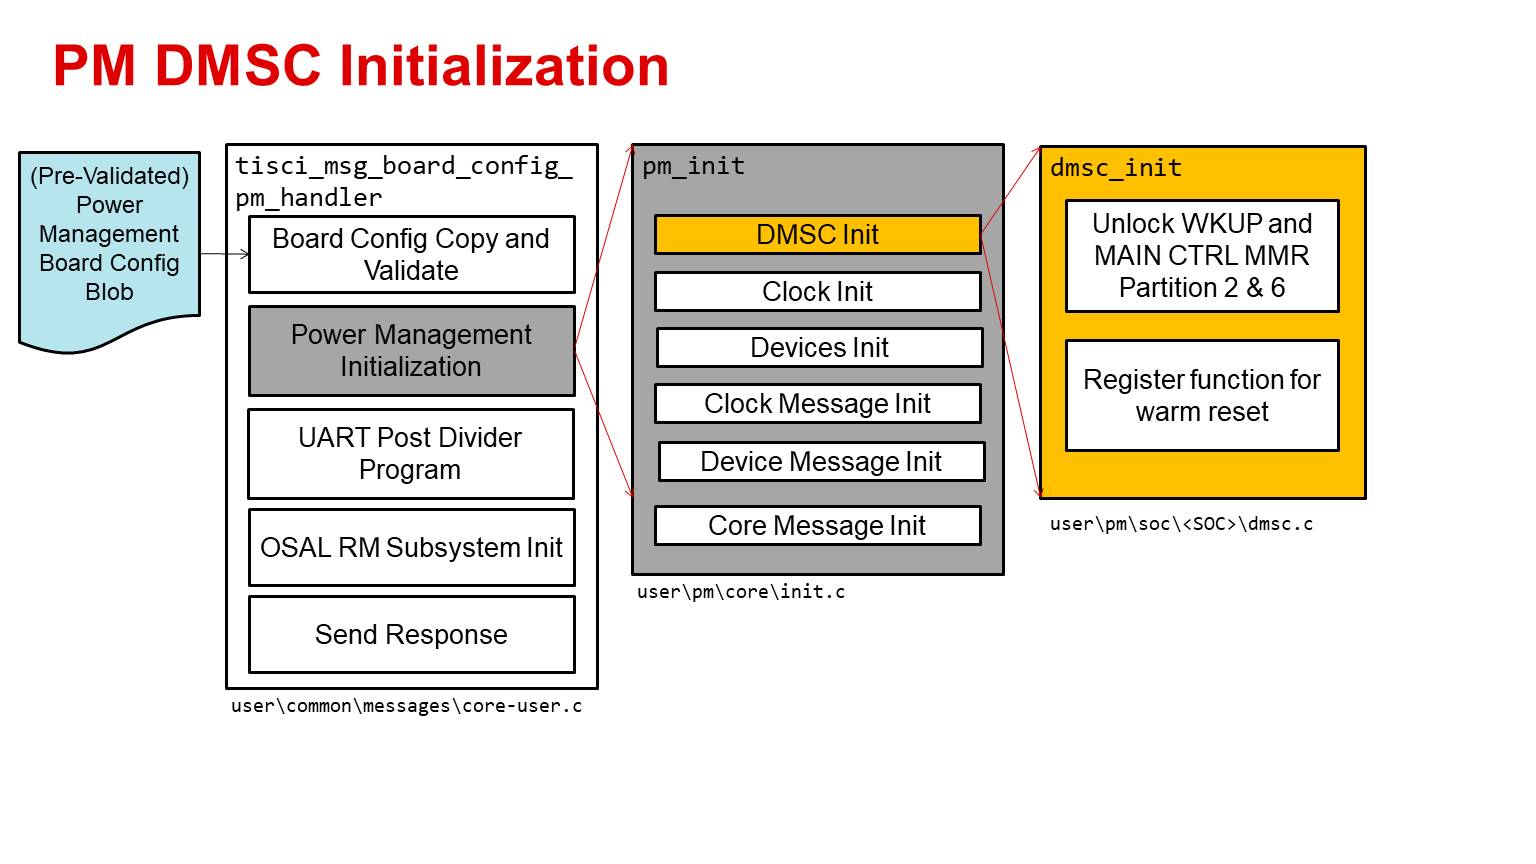 PM DMSC Initialization
(Pre-Validated)
Power
Management
Board Config
Blob
tisci_msg_board_config_
pm_handler
Board Config Copy and
Validate
Power Management
Initialization
UART Post Divider
Program
OSAL RM Subsystem Init
Send Response
user\common\messages\core-user.c
pm_init
DMSC Init
Clock Init
Devices Init
Clock Message Init
Device Message Init
Core Message Init
user\pm\core\init.c
dmsc_init
Unlock WKUP and
MAIN CTRL MMR
Partition 2 & 6
Register function for
warm reset
user\pm\soc\<SOC>\dmsc.c